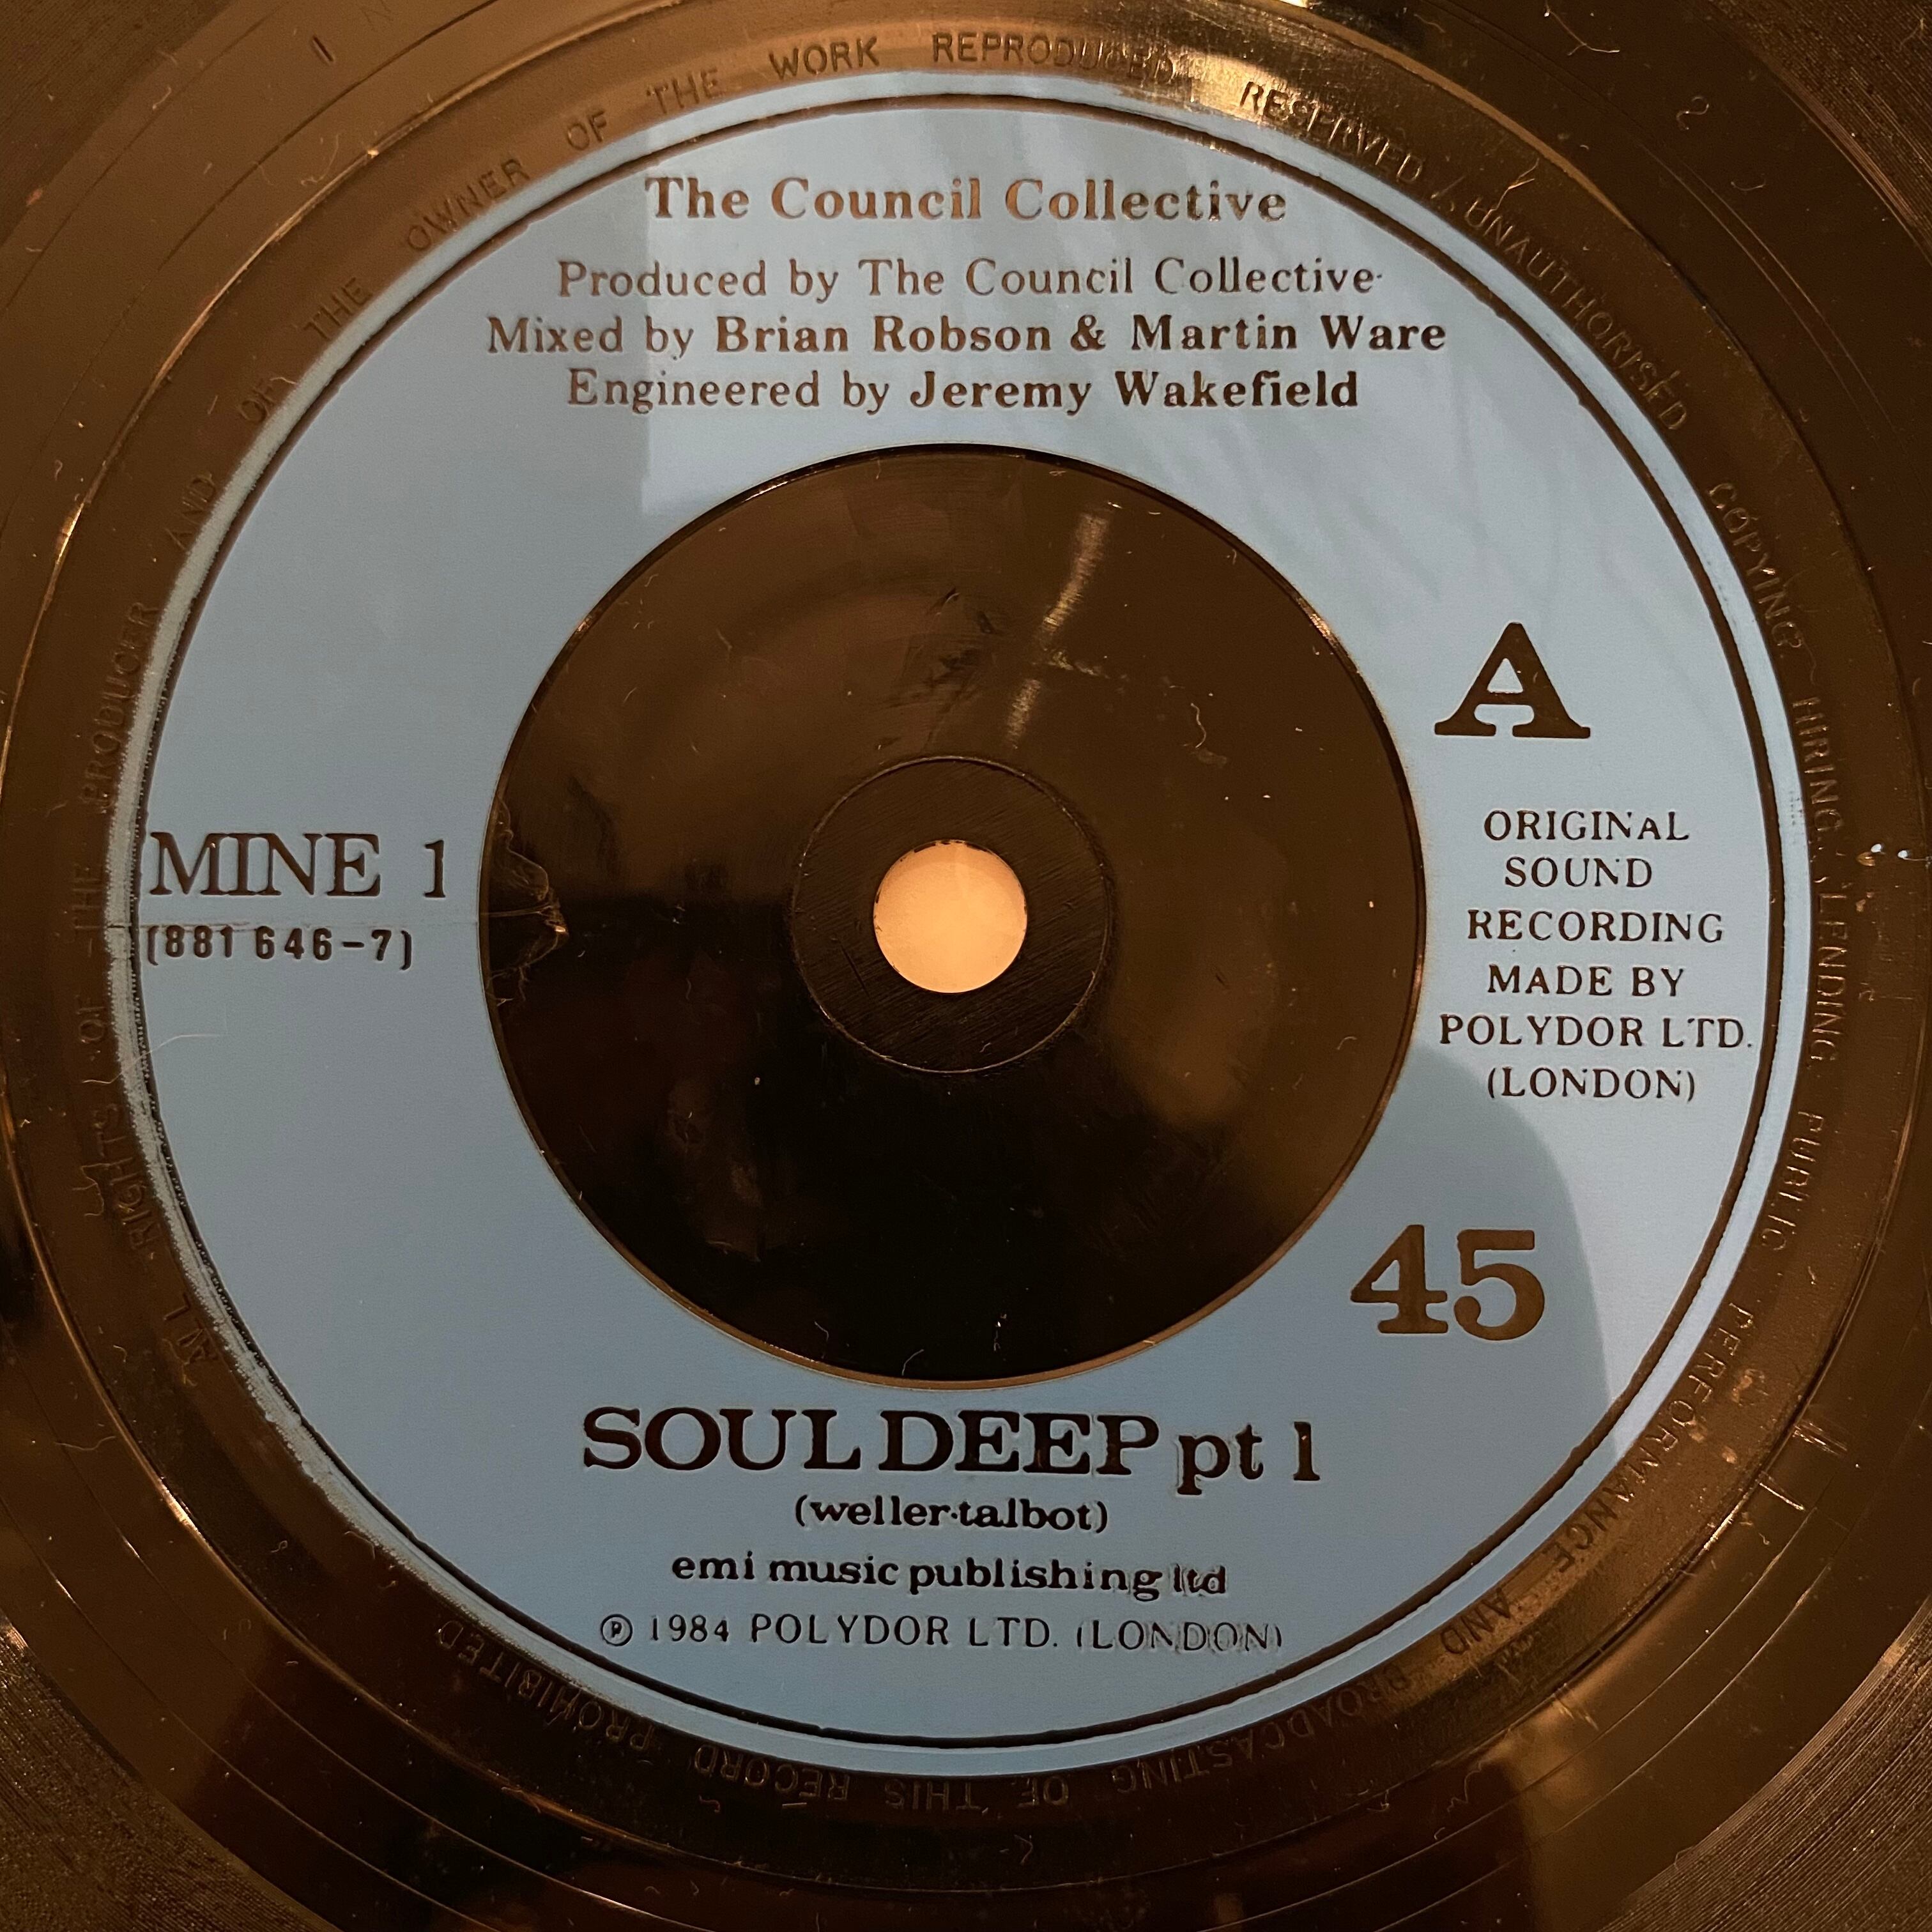 ALL RIGHTS OF THE PRODUCER AND OF THE OWNER OF THE WORK REPRODUCED RESERVED UNAUTHORISED COPYING HIRING LENDING PUBLIC PERFORMANCE AND BROADCASTING OF THIS RECORD PROHIBITED
The Council Collective
Produced by The Council Collective
Mixed by Brian Robson & Martin Ware
Engineered by Jeremy Wakefield
A
MINE 1
(881 646-7)
ORIGINAL
SOUND
RECORDING
MADE BY
POLYDOR LTD.
(LONDON)
45
SOUL DEEP pt 1
(weller·talbot)
emi music publishing ltd
Ⓟ 1984 POLYDOR LTD. (LONDON)